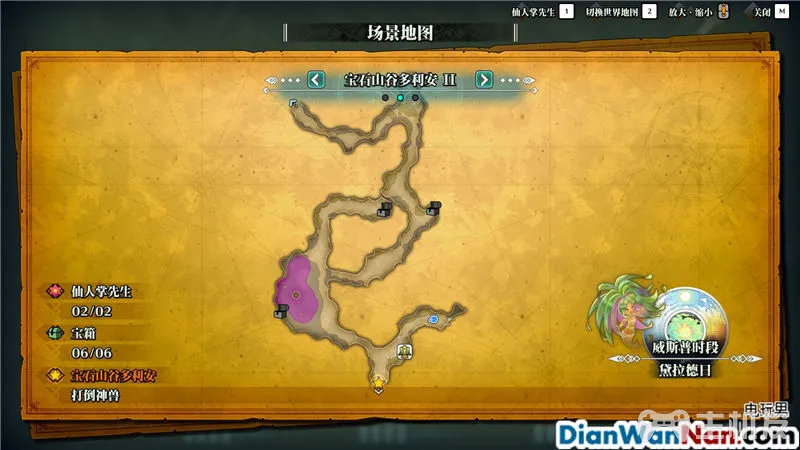 仙人掌先生 1 切换世界地图 2 放大·缩小 关闭 M
场景地图
宝石山谷多利安 II
仙人掌先生
02/02
宝箱
06/06
宝石山谷多利安
打倒神兽
威斯普时段
黛拉德日
电玩男
DianWanNan.com